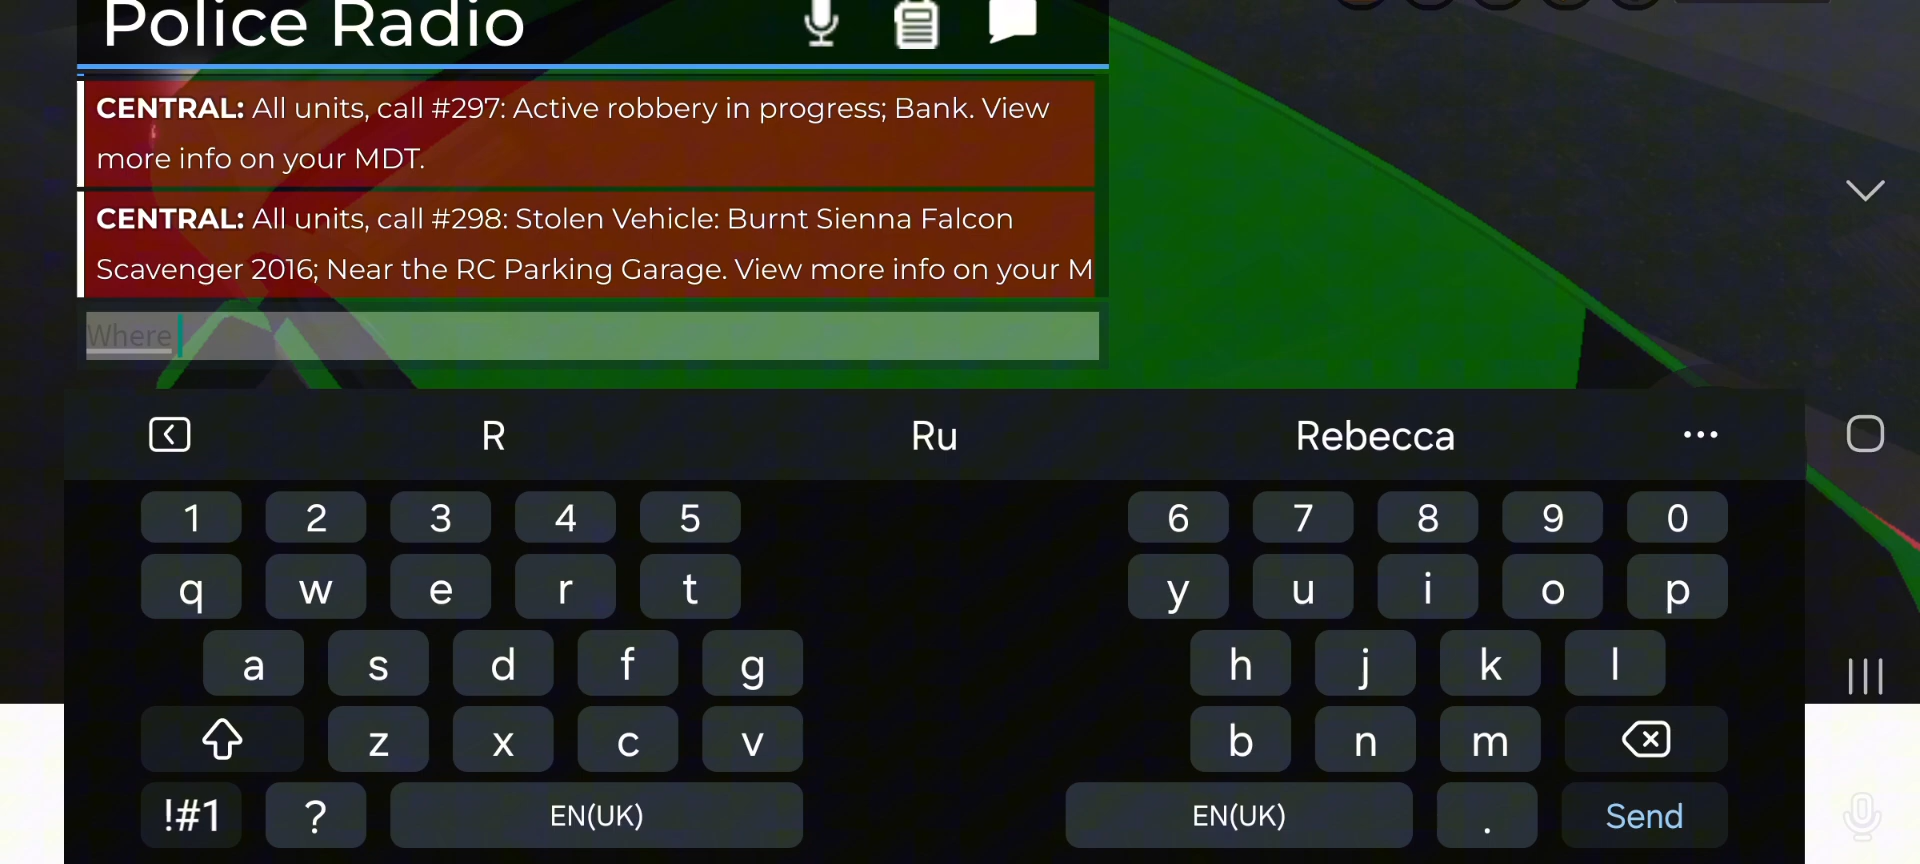 Police Radio
CENTRAL: All units, call #297: Active robbery in progress; Bank. View
more info on your MDT.
CENTRAL: All units, call #298: Stolen Vehicle: Burnt Sienna Falcon
Scavenger 2016; Near the RC Parking Garage. View more info on your M
Where
R Ru Rebecca ...
1 2 3 4 5 6 7 8 9 0
q w e r t y u i o p
a s d f g h j k l
z x c v b n m
!#1 ? EN(UK) EN(UK) . Send